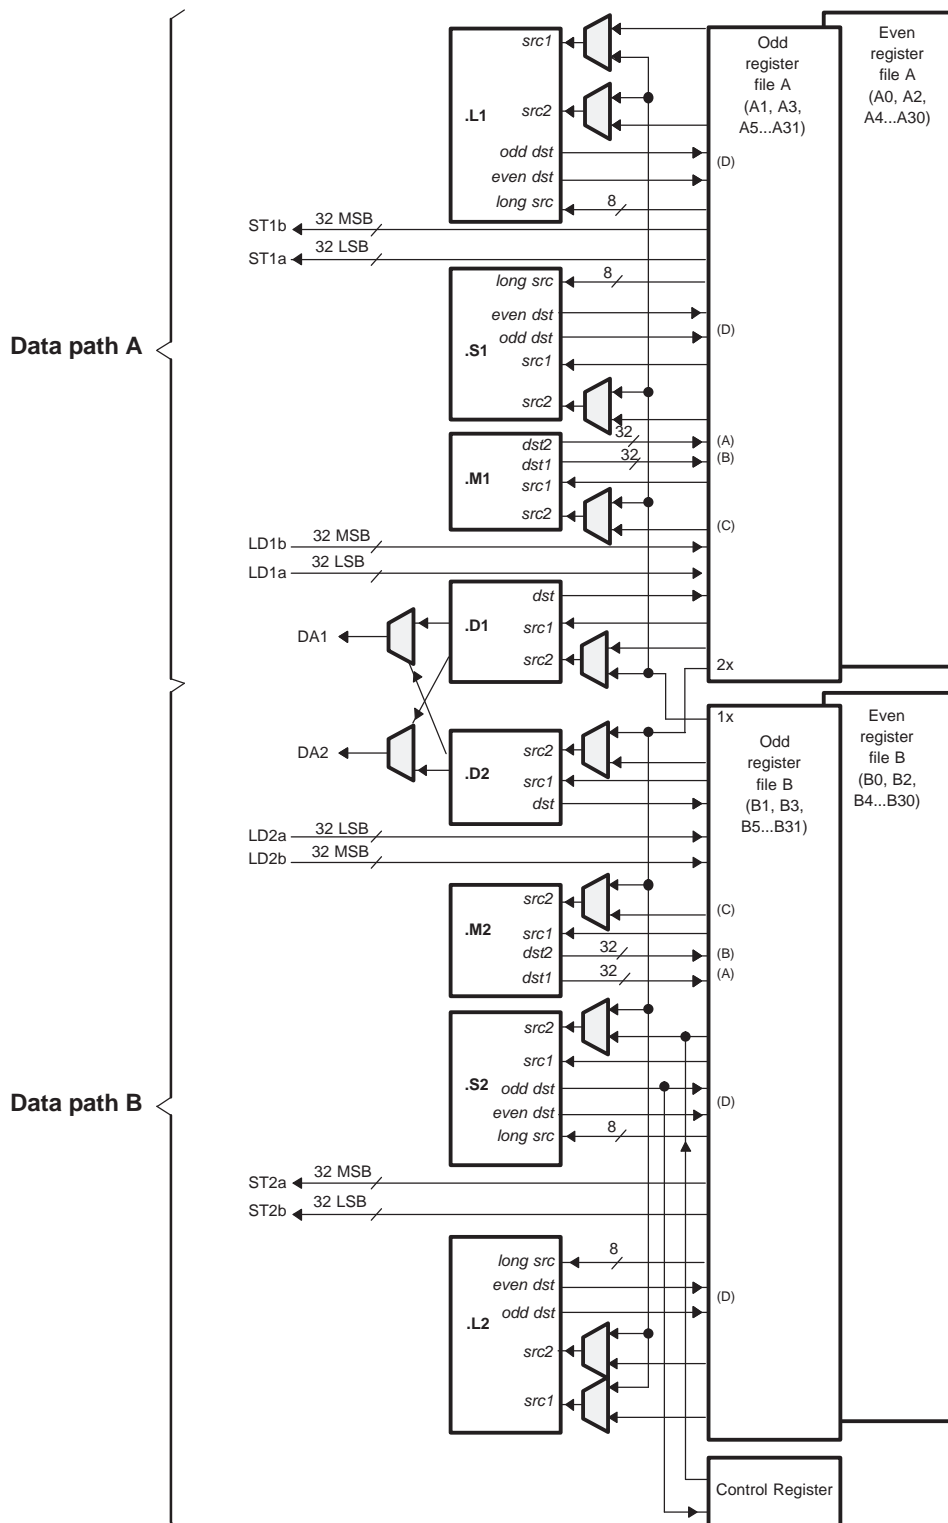 Data path A
.L1
src1
src2
odd dst
even dst
long src
8
ST1b
32 MSB
ST1a
32 LSB
.S1
long src
8
even dst
odd dst
src1
src2
.M1
dst2
32
dst1
32
src1
src2
LD1b
32 MSB
LD1a
32 LSB
.D1
dst
src1
src2
DA1
Odd
register
file A
(A1, A3,
A5...A31)
(D)
(D)
(A)
(B)
(C)
2x
Even
register
file A
(A0, A2,
A4...A30)
Data path B
DA2
.D2
src2
src1
dst
LD2a
32 LSB
LD2b
32 MSB
.M2
src2
src1
dst2
32
dst1
32
.S2
src2
src1
odd dst
even dst
long src
8
ST2a
32 MSB
ST2b
32 LSB
.L2
long src
8
even dst
odd dst
src2
src1
1x
Odd
register
file B
(B1, B3,
B5...B31)
(C)
(B)
(A)
(D)
(D)
Even
register
file B
(B0, B2,
B4...B30)
Control Register